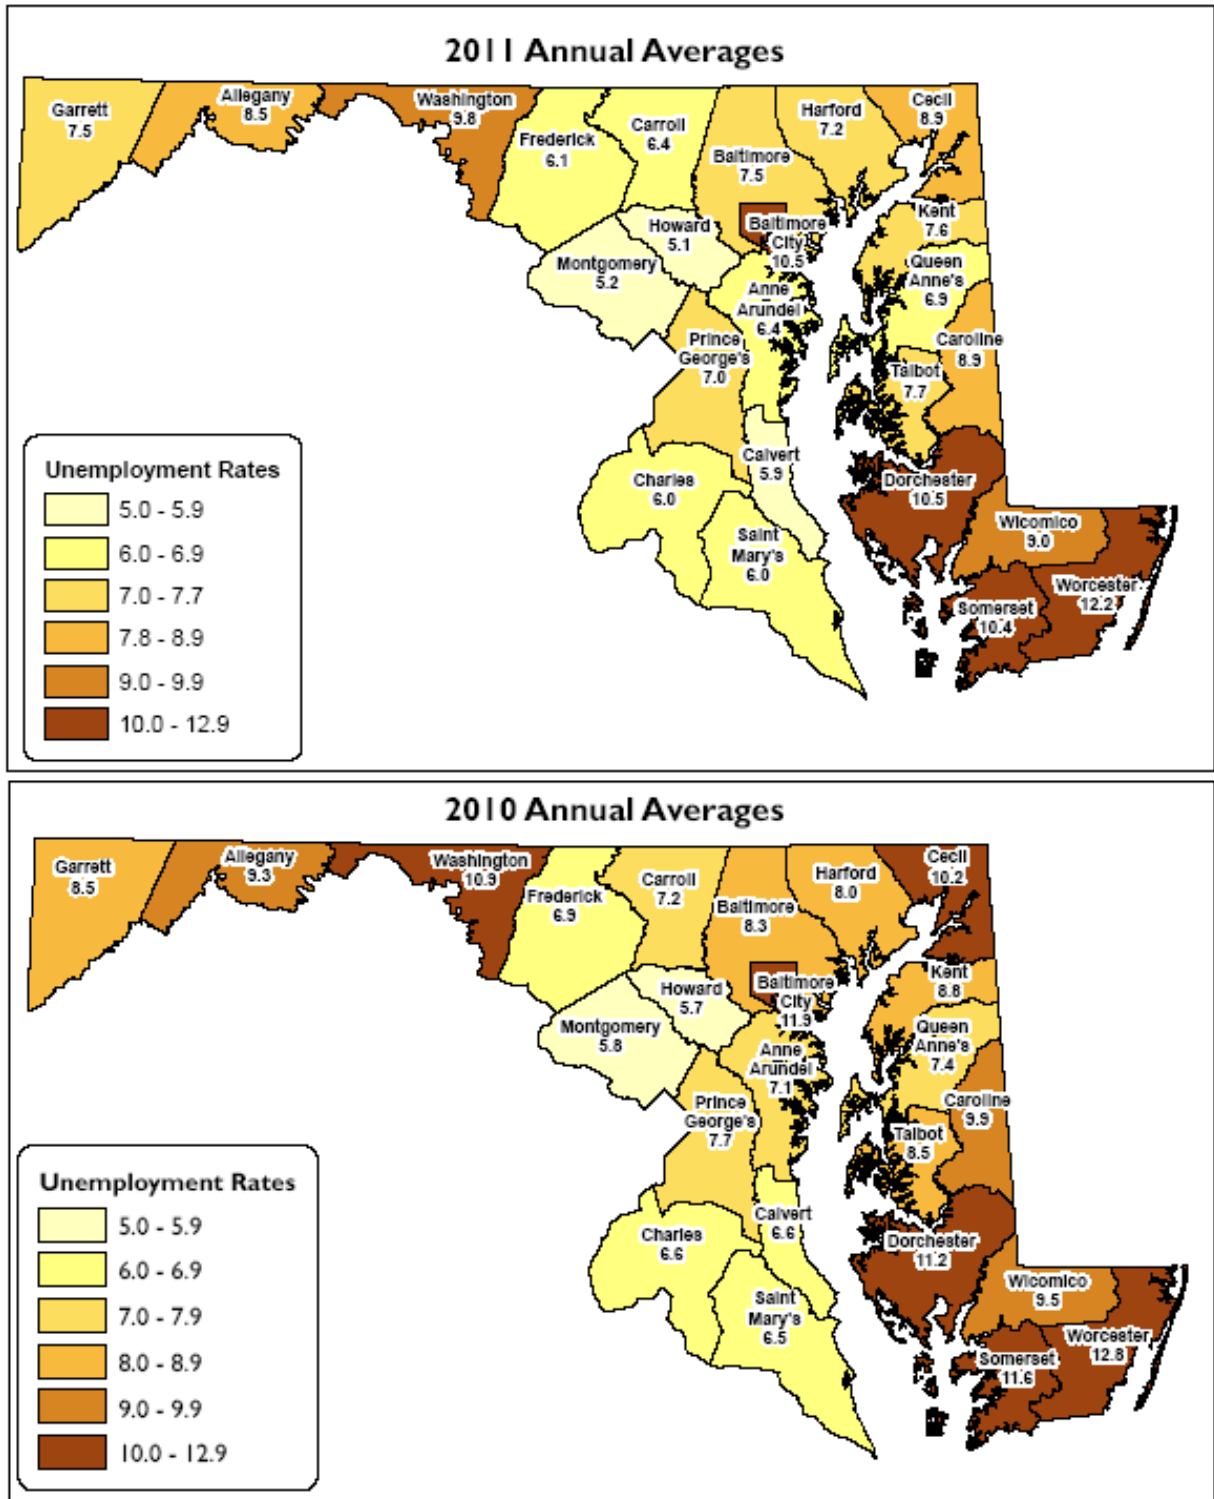 2011 Annual Averages
Garrett
7.5
Allegany
8.5
Washington
9.8
Frederick
6.1
Carroll
6.4
Baltimore
7.5
Harford
7.2
Cecil
8.9
Howard
5.1
Baltimore
City
10.5
Kent
7.6
Montgomery
5.2
Queen
Anne's
6.9
Anne
Arundel
6.4
Prince
George's
7.0
Caroline
8.9
Talbot
7.7
Calvert
5.9
Charles
6.0
Dorchester
10.5
Saint
Mary's
6.0
Wicomico
9.0
Somerset
10.4
Worcester
12.2
Unemployment Rates
5.0 - 5.9
6.0 - 6.9
7.0 - 7.7
7.8 - 8.9
9.0 - 9.9
10.0 - 12.9
2010 Annual Averages
Garrett
8.5
Allegany
9.3
Washington
10.9
Frederick
6.9
Carroll
7.2
Baltimore
8.3
Harford
8.0
Cecil
10.2
Howard
5.7
Baltimore
City
11.9
Kent
8.8
Montgomery
5.8
Queen
Anne's
7.4
Anne
Arundel
7.1
Prince
George's
7.7
Caroline
9.9
Talbot
8.5
Calvert
6.6
Charles
6.6
Dorchester
11.2
Saint
Mary's
6.5
Wicomico
9.5
Somerset
11.6
Worcester
12.8
Unemployment Rates
5.0 - 5.9
6.0 - 6.9
7.0 - 7.9
8.0 - 8.9
9.0 - 9.9
10.0 - 12.9